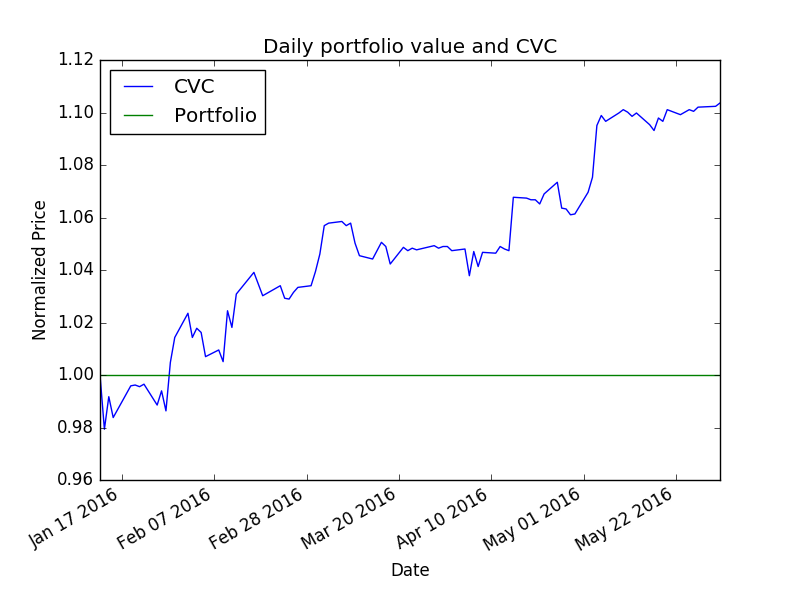 Daily portfolio value and CVC
1.12
1.10
1.08
1.06
1.04
1.02
1.00
0.98
0.96
Normalized Price
CVC
Portfolio
Jan 17 2016
Feb 07 2016
Feb 28 2016
Mar 20 2016
Apr 10 2016
May 01 2016
May 22 2016
Date